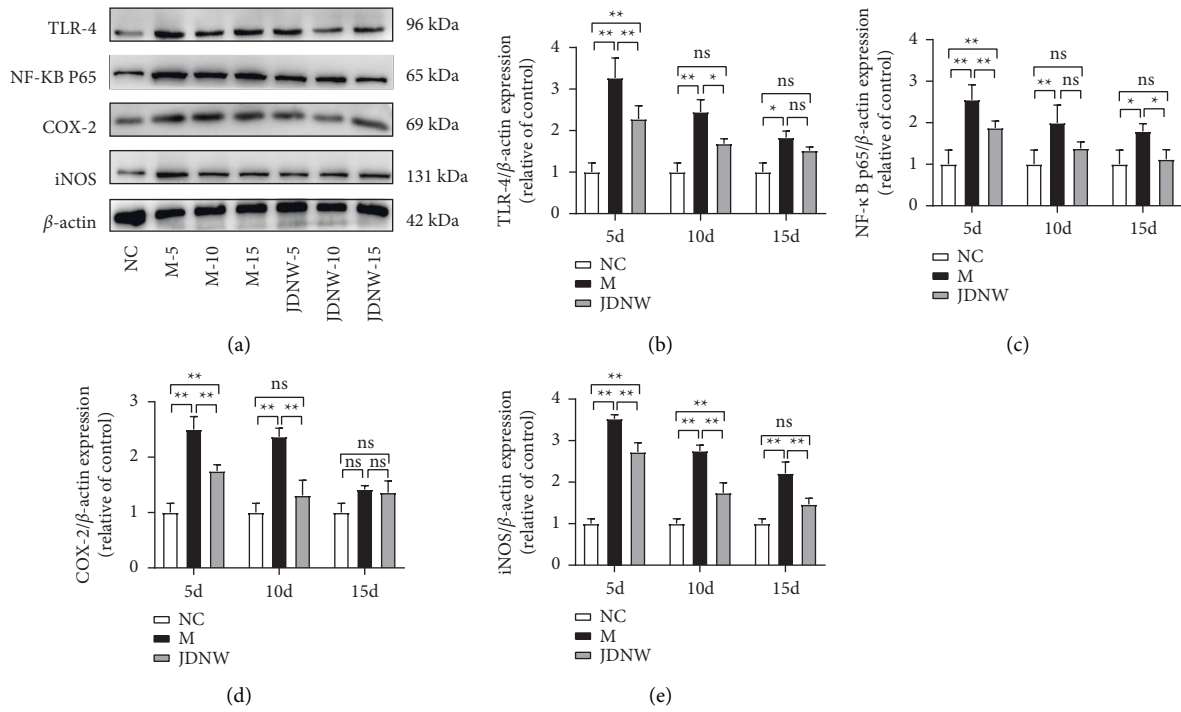 TLR-4
96 kDa
NF-KB P65
65 kDa
COX-2
69 kDa
iNOS
131 kDa
β-actin
42 kDa
NC
M-5
M-10
M-15
JDNW-5
JDNW-10
JDNW-15
(a)
TLR-4/β-actin expression
(relative of control)
4
3
2
1
0
**
** **
ns
** *
ns
* ns
5d 10d 15d
NC
M
JDNW
(b)
NF-κ B p65/β-actin expression
(relative of control)
4
3
2
1
0
**
** **
ns
** ns
ns
* *
5d 10d 15d
NC
M
JDNW
(c)
COX-2/β-actin expression
(relative of control)
3
2
1
0
**
** **
ns
** **
ns
ns ns
5d 10d 15d
NC
M
JDNW
(d)
iNOS/β-actin expression
(relative of control)
4
3
2
1
0
**
** **
**
** **
ns
** **
5d 10d 15d
NC
M
JDNW
(e)